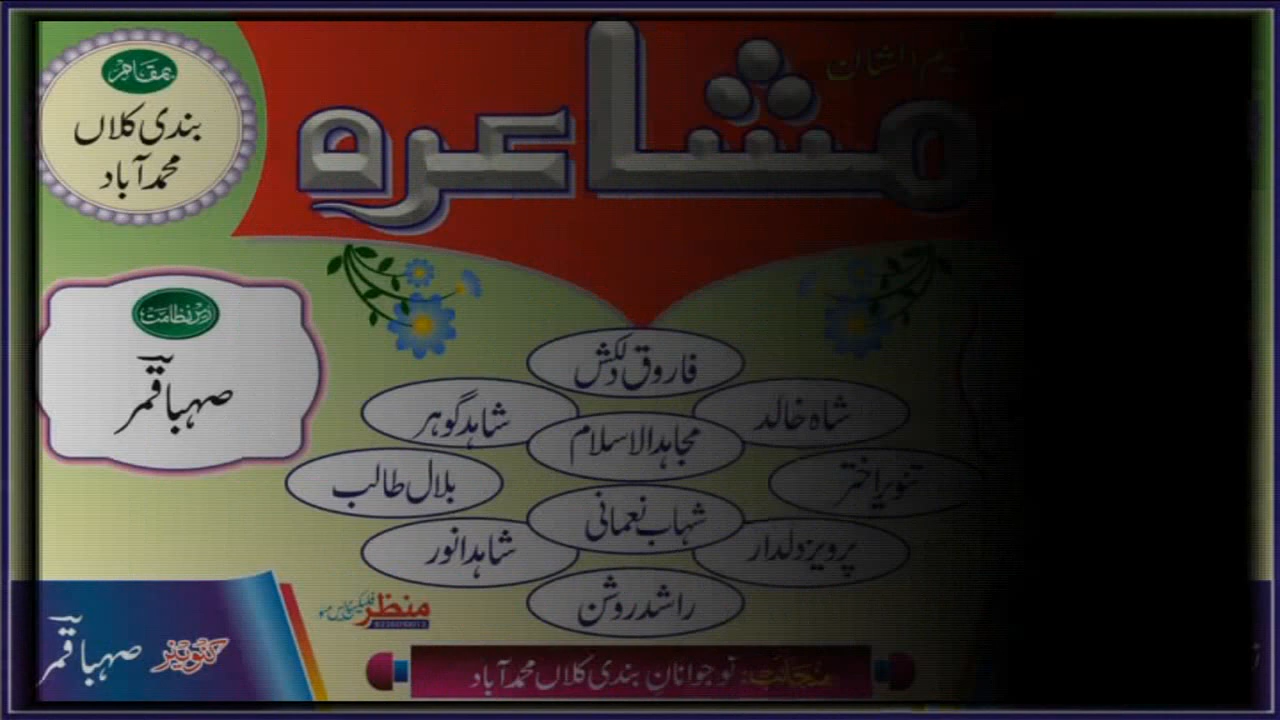 عظیم الشان
مشاعرہ
بمقام
بندی کلاں
محمد آباد
زیر نظامت
صہبا قمر
فاروق دلکش
شاہ خالد
شاہد گوہر
مجاہد الاسلام
تنویر اختر
بلال طالب
شہاب نعمانی
پرویز دلدار
شاہد انور
راشد روشن
منظر
کنوینر صہبا قمر
منجانب: نوجوانانِ بندی کلاں محمد آباد